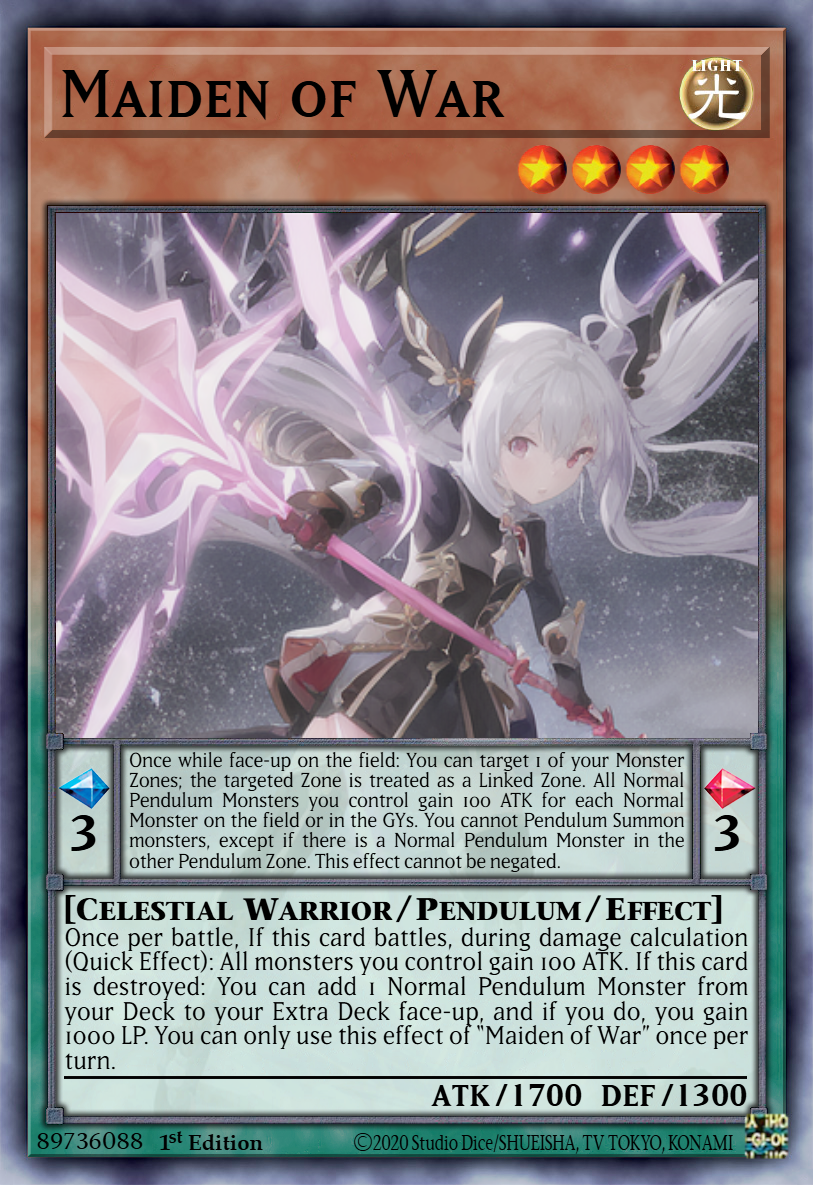 Maiden of War
LIGHT
光
Once while face-up on the field: You can target 1 of your Monster
Zones; the targeted Zone is treated as a Linked Zone. All Normal
Pendulum Monsters you control gain 100 ATK for each Normal
Monster on the field or in the GYs. You cannot Pendulum Summon
monsters, except if there is a Normal Pendulum Monster in the
other Pendulum Zone. This effect cannot be negated.
3
3
[Celestial Warrior/Pendulum/Effect]
Once per battle, If this card battles, during damage calculation
(Quick Effect): All monsters you control gain 100 ATK. If this card
is destroyed: You can add 1 Normal Pendulum Monster from
your Deck to your Extra Deck face-up, and if you do, you gain
1000 LP. You can only use this effect of "Maiden of War" once per
turn.
ATK/1700 DEF/1300
89736088 1st Edition ©2020 Studio Dice/SHUEISHA, TV TOKYO, KONAMI